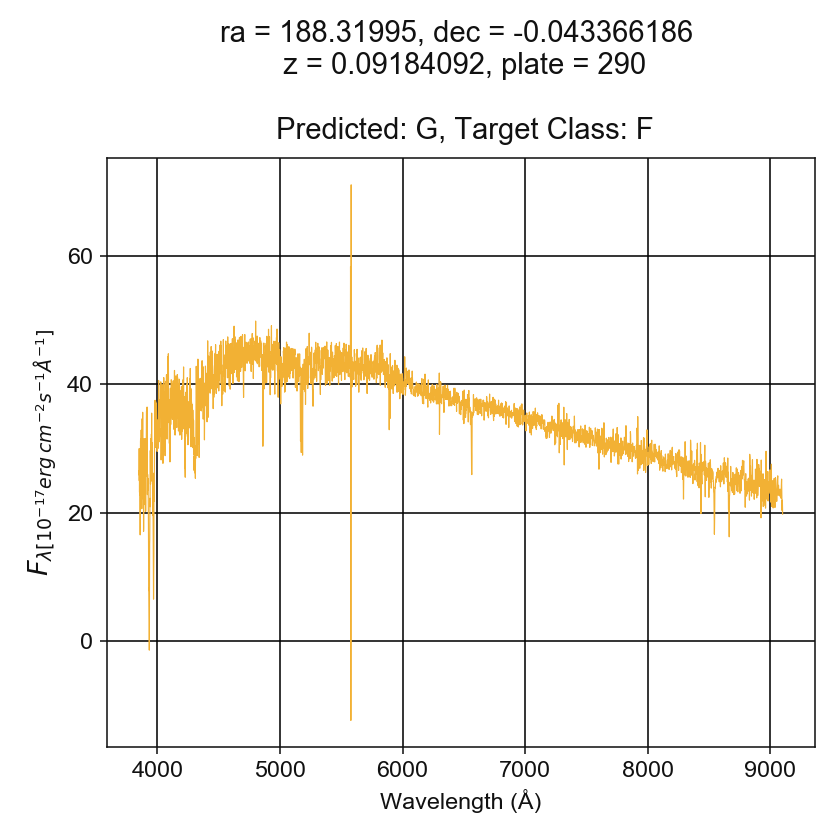 ra = 188.31995, dec = -0.043366186
z = 0.09184092, plate = 290
Predicted: G, Target Class: F
60
40
20
0
F_λ[10^{-17} erg cm^{-2} s^{-1} Å^{-1}]
4000 5000 6000 7000 8000 9000
Wavelength (Å)